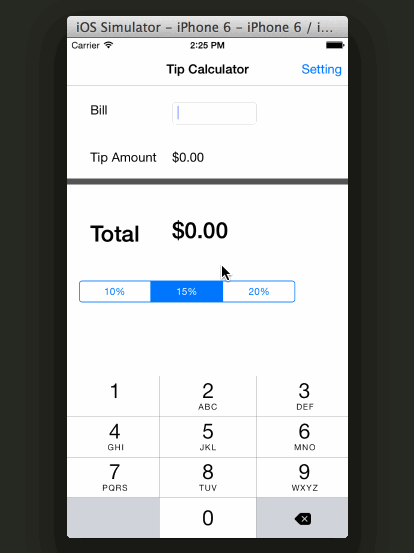 iOS Simulator – iPhone 6 – iPhone 6 / i...
Carrier 2:25 PM
Tip Calculator Setting
Bill
Tip Amount $0.00
Total $0.00
10% 15% 20%
1 2 3
ABC DEF
4 5 6
GHI JKL MNO
7 8 9
PQRS TUV WXYZ
0